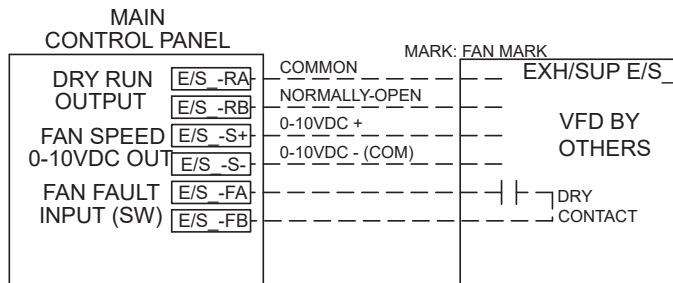 MAIN
CONTROL PANEL
MARK: FAN MARK
DRY RUN
OUTPUT
E/S_-RA
COMMON
EXH/SUP E/S_
E/S_-RB
NORMALLY-OPEN
FAN SPEED
0-10VDC OUT
E/S_-S+
0-10VDC +
VFD BY
OTHERS
E/S_-S-
0-10VDC - (COM)
FAN FAULT
INPUT (SW)
E/S_-FA
DRY
CONTACT
E/S_-FB